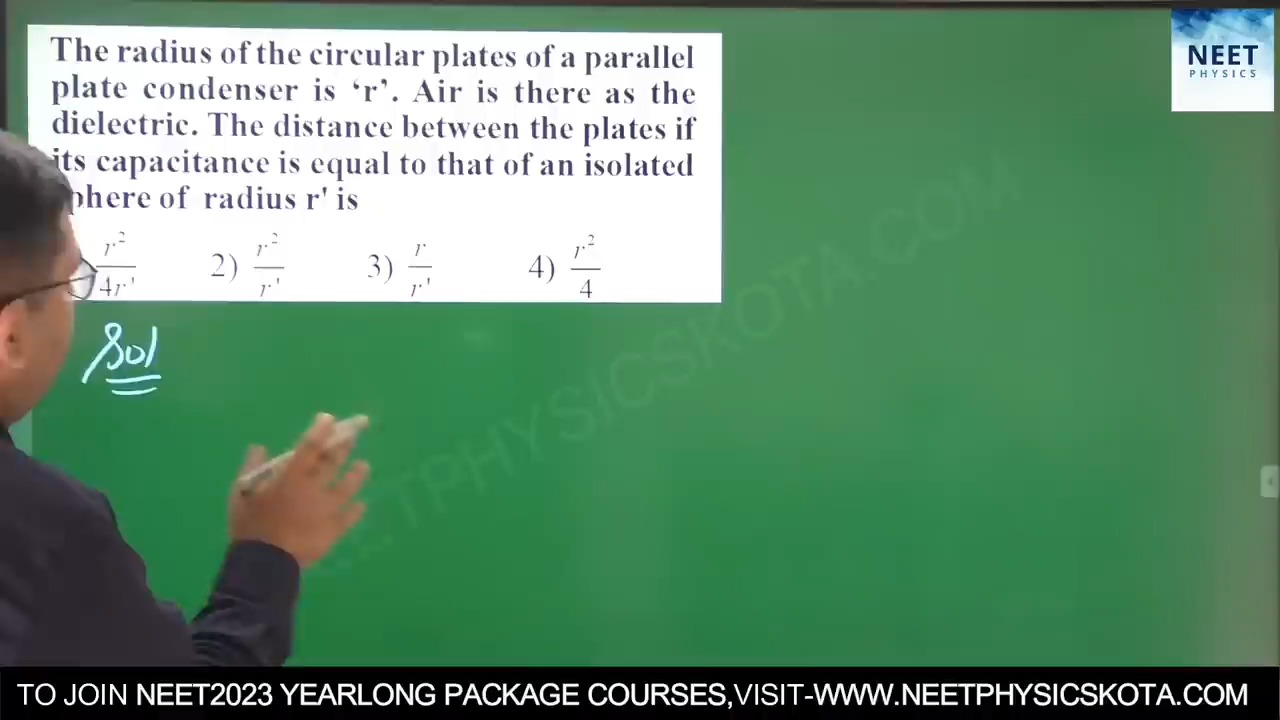 The radius of the circular plates of a parallel
plate condenser is ‘r’. Air is there as the
dielectric. The distance between the plates if
its capacitance is equal to that of an isolated
of radius r' is
r²/4r' 2) r²/r' 3) r/r' 4) r²/4
Sol
NEET
PHYSICS
PHYSICSKOTA.COM
TO JOIN NEET2023 YEARLONG PACKAGE COURSES,VISIT-WWW.NEETPHYSICSKOTA.COM